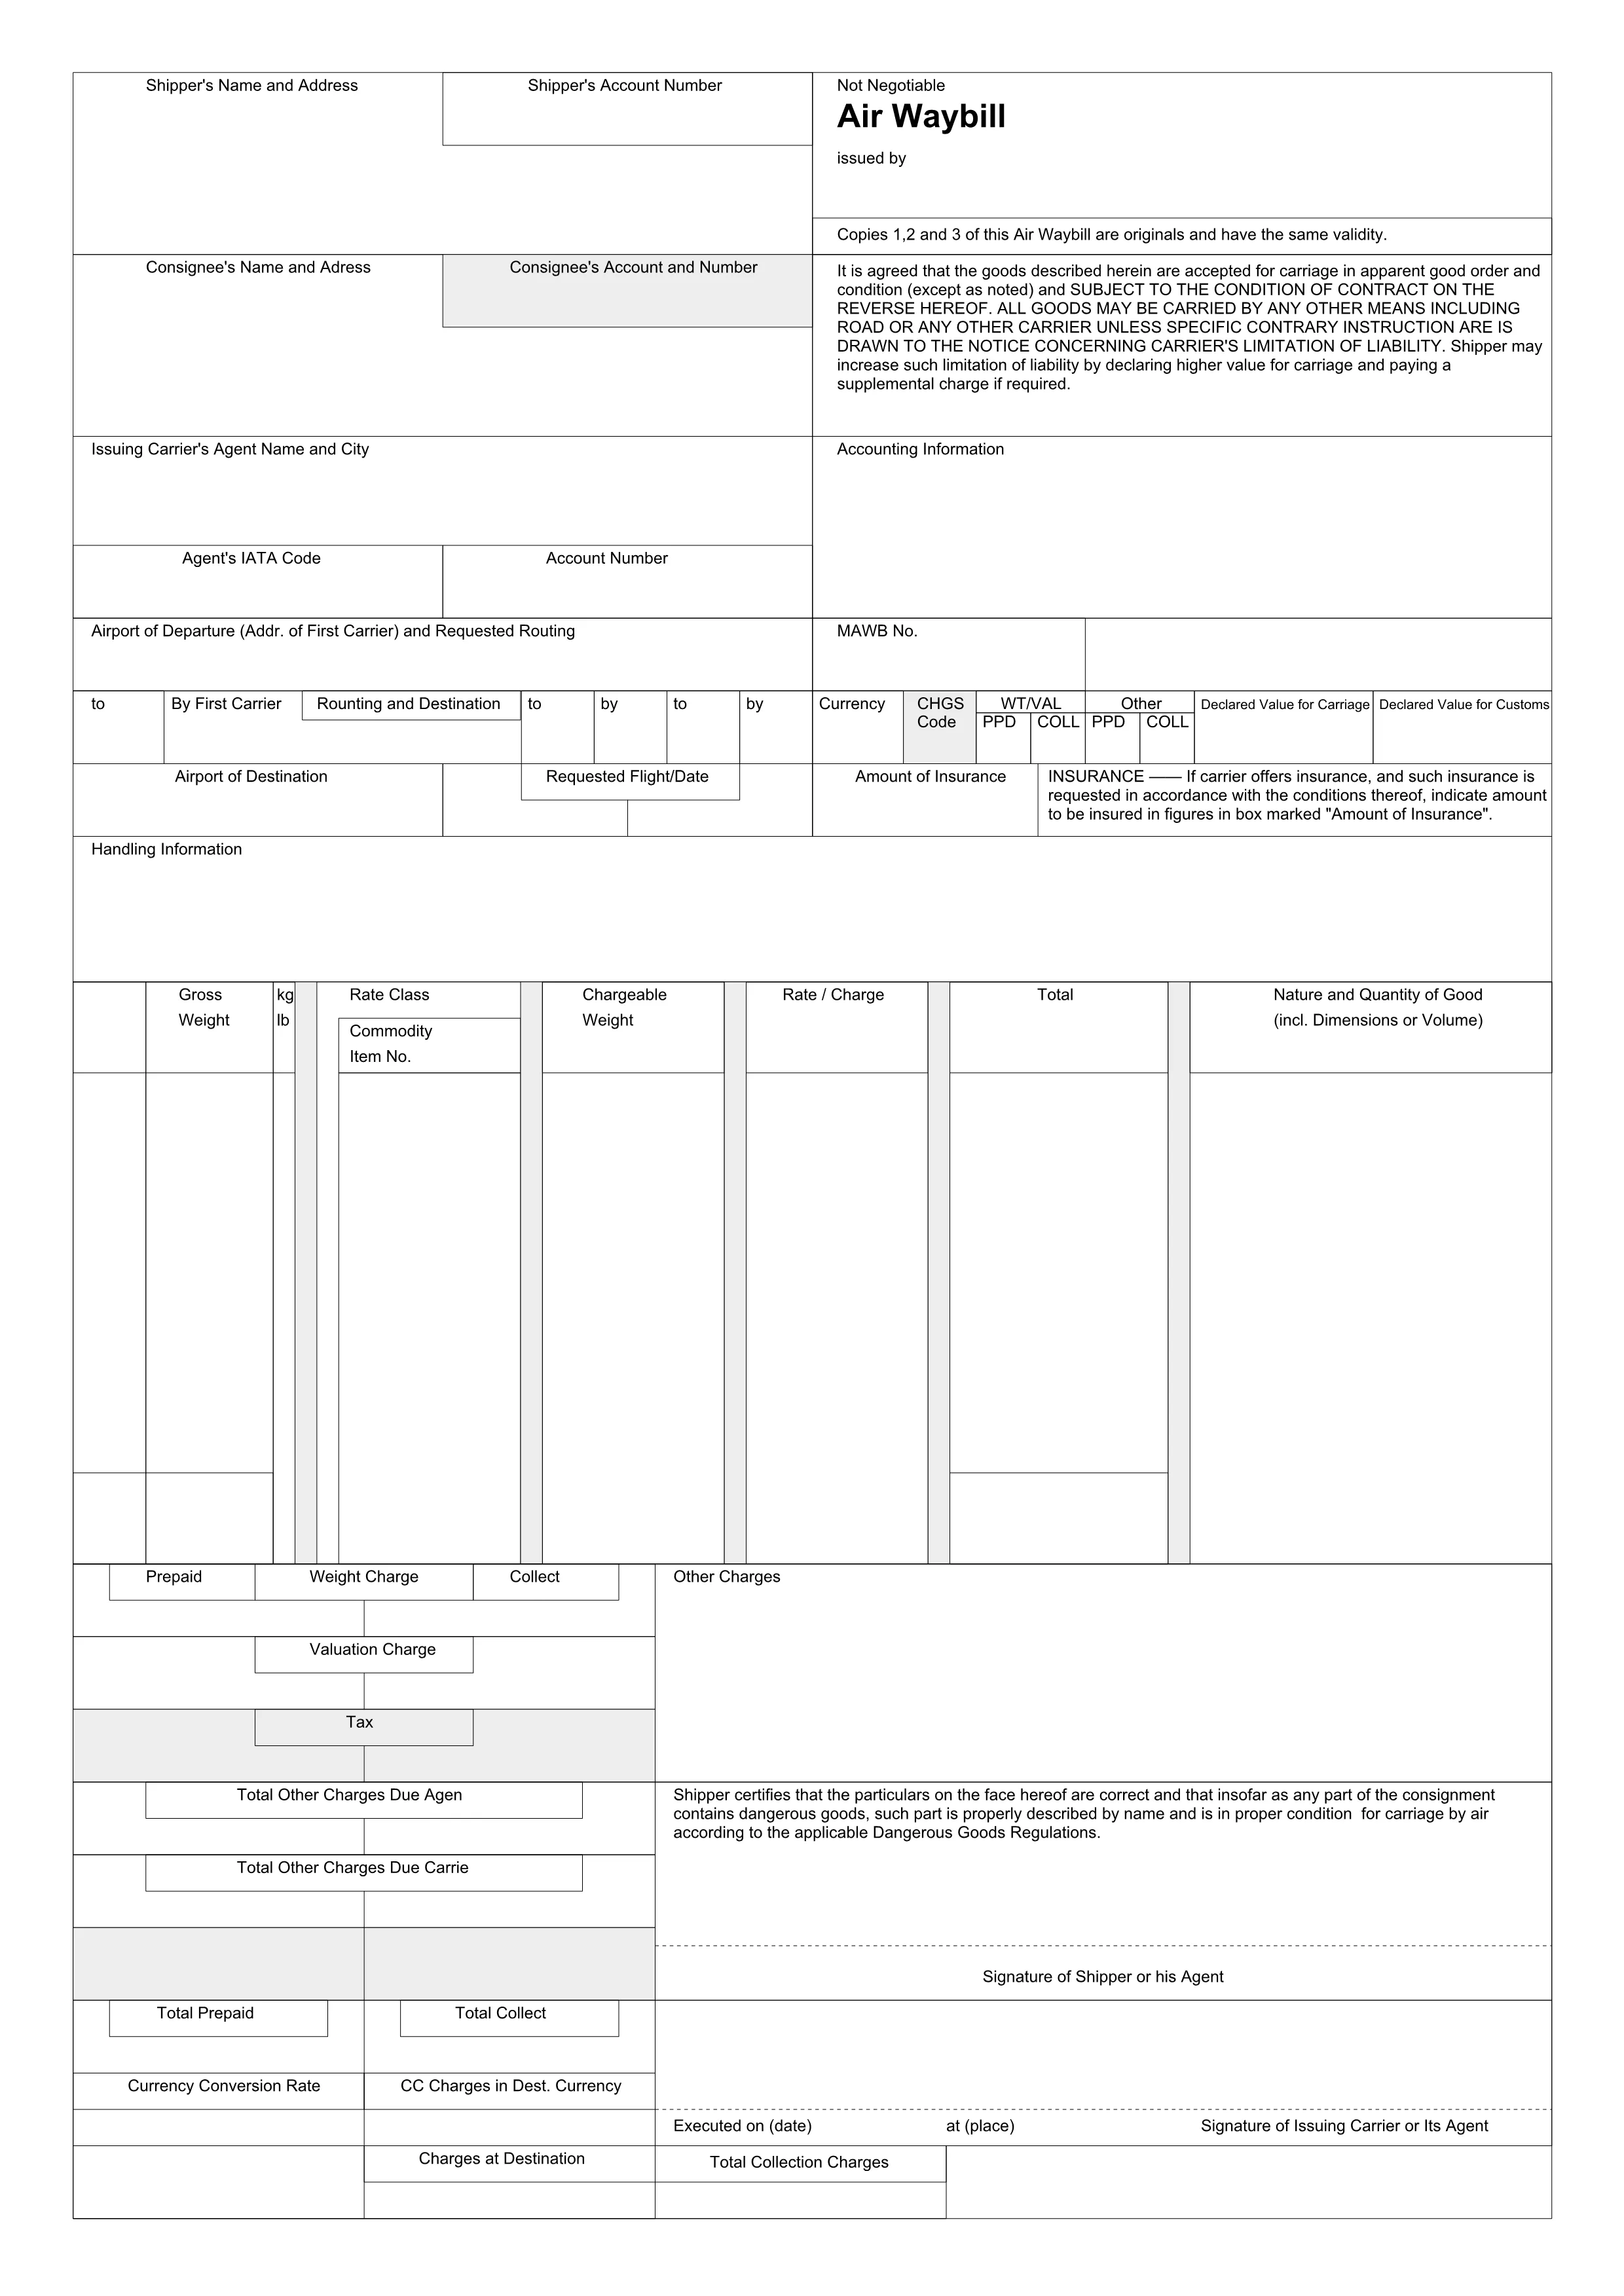 Shipper's Name and Address
Shipper's Account Number
Not Negotiable
Air Waybill
issued by
Copies 1,2 and 3 of this Air Waybill are originals and have the same validity.
Consignee's Name and Adress
Consignee's Account and Number
It is agreed that the goods described herein are accepted for carriage in apparent good order and
condition (except as noted) and SUBJECT TO THE CONDITION OF CONTRACT ON THE
REVERSE HEREOF. ALL GOODS MAY BE CARRIED BY ANY OTHER MEANS INCLUDING
ROAD OR ANY OTHER CARRIER UNLESS SPECIFIC CONTRARY INSTRUCTION ARE IS
DRAWN TO THE NOTICE CONCERNING CARRIER'S LIMITATION OF LIABILITY. Shipper may
increase such limitation of liability by declaring higher value for carriage and paying a
supplemental charge if required.
Issuing Carrier's Agent Name and City
Accounting Information
Agent's IATA Code
Account Number
Airport of Departure (Addr. of First Carrier) and Requested Routing
MAWB No.
to
By First Carrier
Rounting and Destination
to
by
to
by
Currency
CHGS
Code
WT/VAL
PPD
COLL
Other
PPD
COLL
Declared Value for Carriage
Declared Value for Customs
Airport of Destination
Requested Flight/Date
Amount of Insurance
INSURANCE —— If carrier offers insurance, and such insurance is
requested in accordance with the conditions thereof, indicate amount
to be insured in figures in box marked "Amount of Insurance".
Handling Information
Gross
Weight
kg
lb
Rate Class
Commodity
Item No.
Chargeable
Weight
Rate / Charge
Total
Nature and Quantity of Good
(incl. Dimensions or Volume)
Prepaid
Weight Charge
Collect
Other Charges
Valuation Charge
Tax
Total Other Charges Due Agen
Shipper certifies that the particulars on the face hereof are correct and that insofar as any part of the consignment
contains dangerous goods, such part is properly described by name and is in proper condition  for carriage by air
according to the applicable Dangerous Goods Regulations.
Total Other Charges Due Carrie
Signature of Shipper or his Agent
Total Prepaid
Total Collect
Currency Conversion Rate
CC Charges in Dest. Currency
Executed on (date)
at (place)
Signature of Issuing Carrier or Its Agent
Charges at Destination
Total Collection Charges